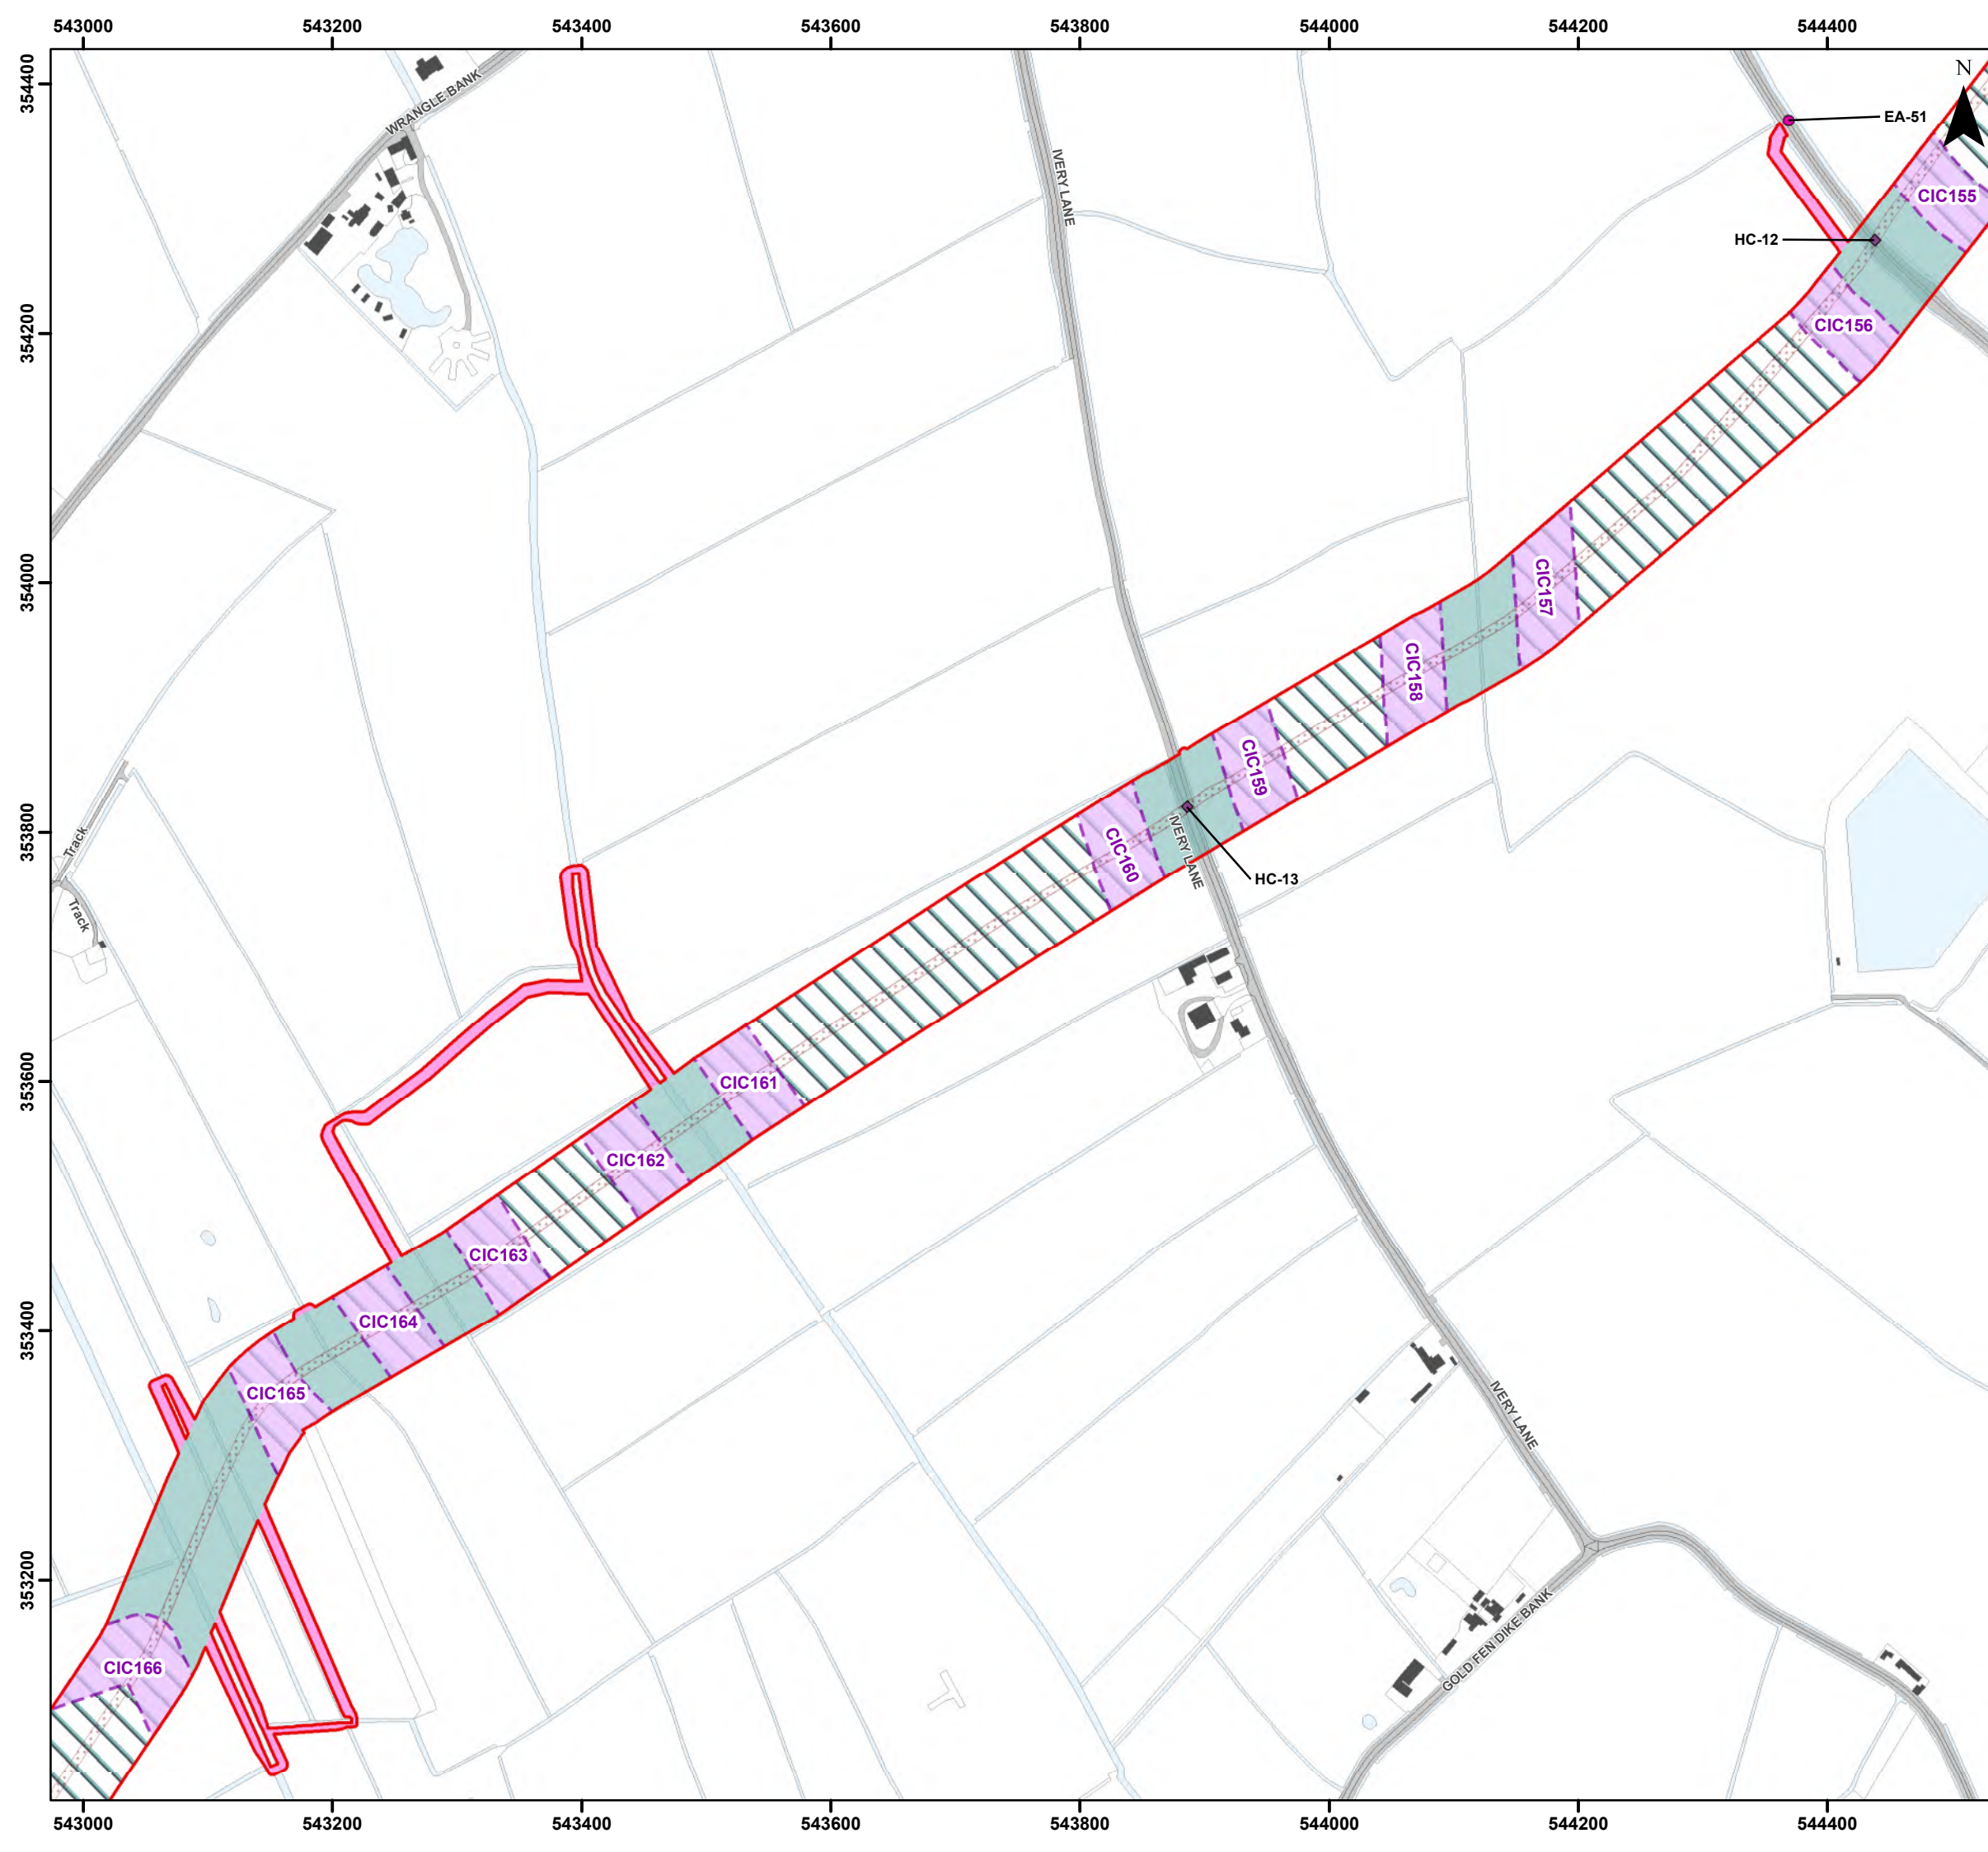 543000 543200 543400 543600 543800 544000 544200 544400
354400
354200
354000
353800
353600
353400
353200
N
WRANGLE BANK
EA-51
IVERY LANE
CIC155
HC-12
CIC156
CIC157
CIC158
CIC159
CIC160
IVERY LANE
HC-13
Track
Track
CIC161
CIC162
CIC163
CIC164
CIC165
IVERY LANE
GOLD FEN DIKE BANK
CIC166
543000 543200 543400 543600 543800 544000 544200 544400